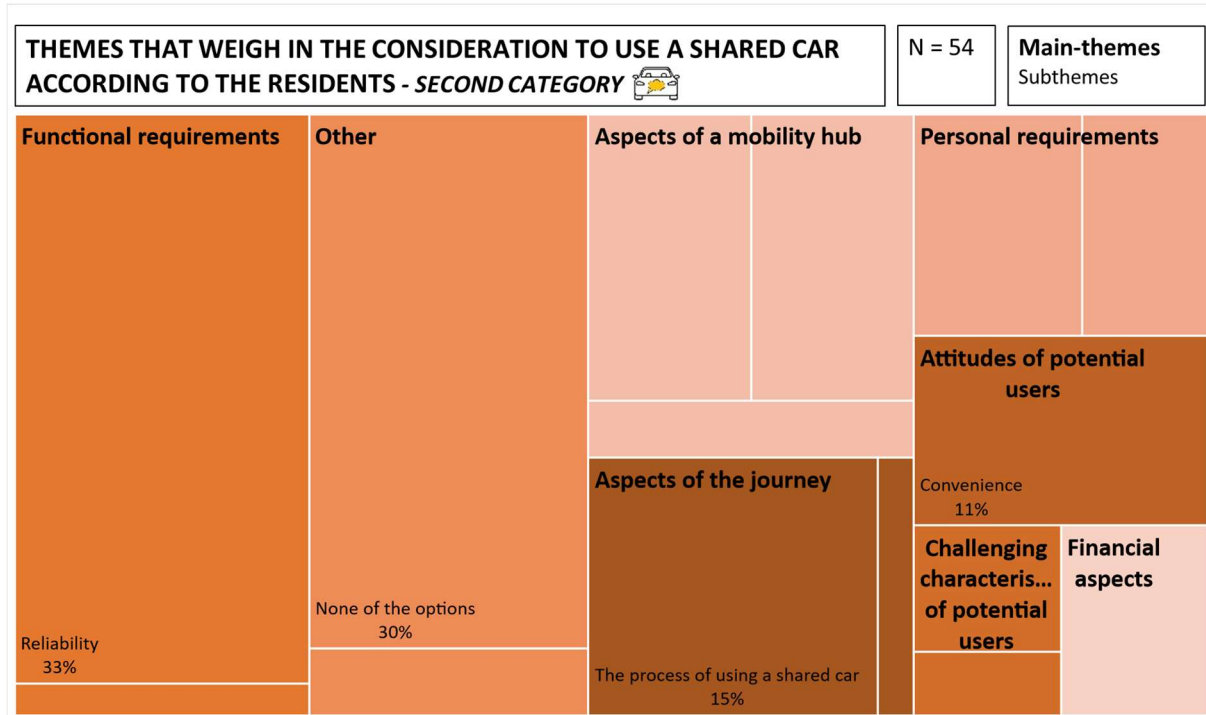 THEMES THAT WEIGH IN THE CONSIDERATION TO USE A SHARED CAR
ACCORDING TO THE RESIDENTS - SECOND CATEGORY
N = 54
Main-themes
Subthemes
Functional requirements
Reliability
33%
Other
None of the options
30%
Aspects of a mobility hub
Aspects of the journey
The process of using a shared car
15%
Personal requirements
Attitudes of potential
users
Convenience
11%
Challenging
characteris...
of potential
users
Financial
aspects